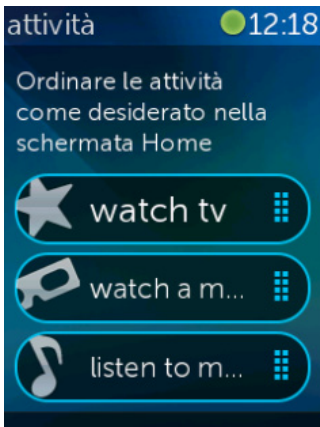 attività 12:18
Ordinare le attività
come desiderato nella
schermata Home
watch tv
watch a m...
listen to m...